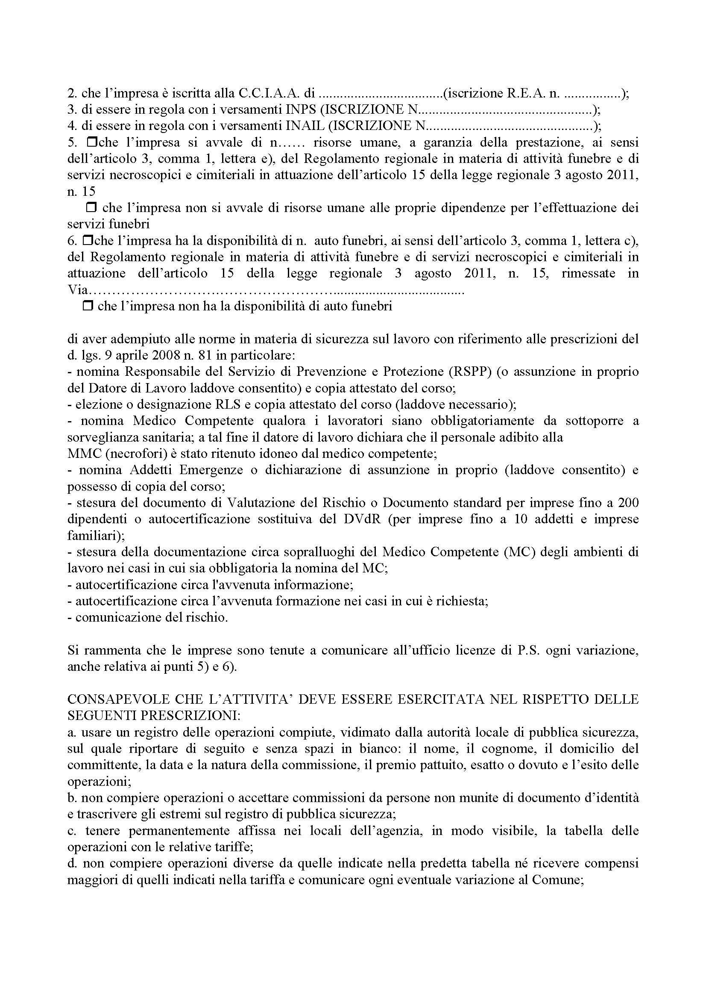 2. che l’impresa è iscritta alla C.C.I.A.A. di ...................................(iscrizione R.E.A. n. ................);
3. di essere in regola con i versamenti INPS (ISCRIZIONE N.................................................);
4. di essere in regola con i versamenti INAIL (ISCRIZIONE N...............................................);
5. ❒che l’impresa si avvale di n…… risorse umane, a garanzia della prestazione, ai sensi
dell’articolo 3, comma 1, lettera e), del Regolamento regionale in materia di attività funebre e di
servizi necroscopici e cimiteriali in attuazione dell’articolo 15 della legge regionale 3 agosto 2011,
n. 15
❒ che l’impresa non si avvale di risorse umane alle proprie dipendenze per l’effettuazione dei
servizi funebri
6. ❒che l’impresa ha la disponibilità di n. auto funebri, ai sensi dell’articolo 3, comma 1, lettera c),
del Regolamento regionale in materia di attività funebre e di servizi necroscopici e cimiteriali in
attuazione dell’articolo 15 della legge regionale 3 agosto 2011, n. 15, rimessate in
Via……………………………………………….....................................
❒ che l’impresa non ha la disponibilità di auto funebri
di aver adempiuto alle norme in materia di sicurezza sul lavoro con riferimento alle prescrizioni del
d. lgs. 9 aprile 2008 n. 81 in particolare:
- nomina Responsabile del Servizio di Prevenzione e Protezione (RSPP) (o assunzione in proprio
del Datore di Lavoro laddove consentito) e copia attestato del corso;
- elezione o designazione RLS e copia attestato del corso (laddove necessario);
- nomina Medico Competente qualora i lavoratori siano obbligatoriamente da sottoporre a
sorveglianza sanitaria; a tal fine il datore di lavoro dichiara che il personale adibito alla
MMC (necrofori) è stato ritenuto idoneo dal medico competente;
- nomina Addetti Emergenze o dichiarazione di assunzione in proprio (laddove consentito) e
possesso di copia del corso;
- stesura del documento di Valutazione del Rischio o Documento standard per imprese fino a 200
dipendenti o autocertificazione sostituiva del DVdR (per imprese fino a 10 addetti e imprese
familiari);
- stesura della documentazione circa sopralluoghi del Medico Competente (MC) degli ambienti di
lavoro nei casi in cui sia obbligatoria la nomina del MC;
- autocertificazione circa l'avvenuta informazione;
- autocertificazione circa l’avvenuta formazione nei casi in cui è richiesta;
- comunicazione del rischio.
Si rammenta che le imprese sono tenute a comunicare all’ufficio licenze di P.S. ogni variazione,
anche relativa ai punti 5) e 6).
CONSAPEVOLE CHE L’ATTIVITA’ DEVE ESSERE ESERCITATA NEL RISPETTO DELLE
SEGUENTI PRESCRIZIONI:
a. usare un registro delle operazioni compiute, vidimato dalla autorità locale di pubblica sicurezza,
sul quale riportare di seguito e senza spazi in bianco: il nome, il cognome, il domicilio del
committente, la data e la natura della commissione, il premio pattuito, esatto o dovuto e l’esito delle
operazioni;
b. non compiere operazioni o accettare commissioni da persone non munite di documento d’identità
e trascrivere gli estremi sul registro di pubblica sicurezza;
c. tenere permanentemente affissa nei locali dell’agenzia, in modo visibile, la tabella delle
operazioni con le relative tariffe;
d. non compiere operazioni diverse da quelle indicate nella predetta tabella né ricevere compensi
maggiori di quelli indicati nella tariffa e comunicare ogni eventuale variazione al Comune;